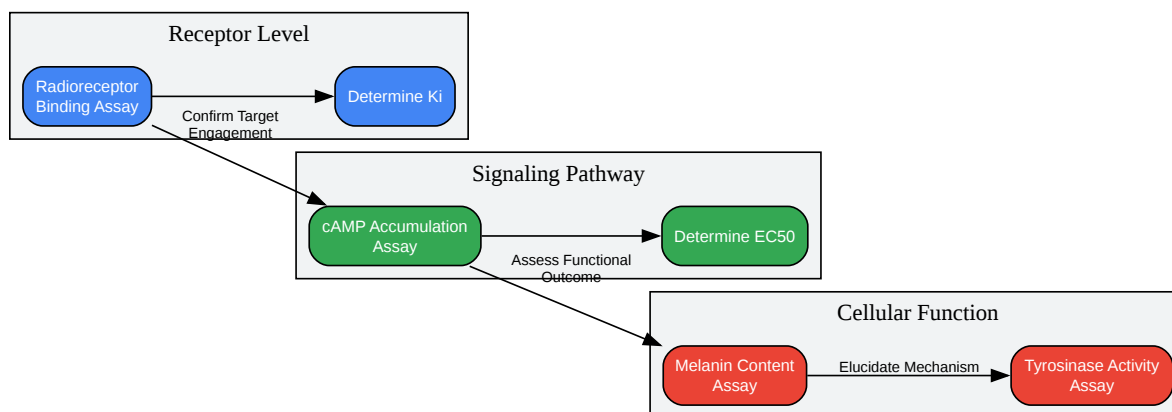 Receptor Level
Radioreceptor
Binding Assay
Determine Ki
Confirm Target
Engagement
Signaling Pathway
cAMP Accumulation
Assay
Determine EC50
Assess Functional
Outcome
Cellular Function
Melanin Content
Assay
Elucidate Mechanism
Tyrosinase Activity
Assay